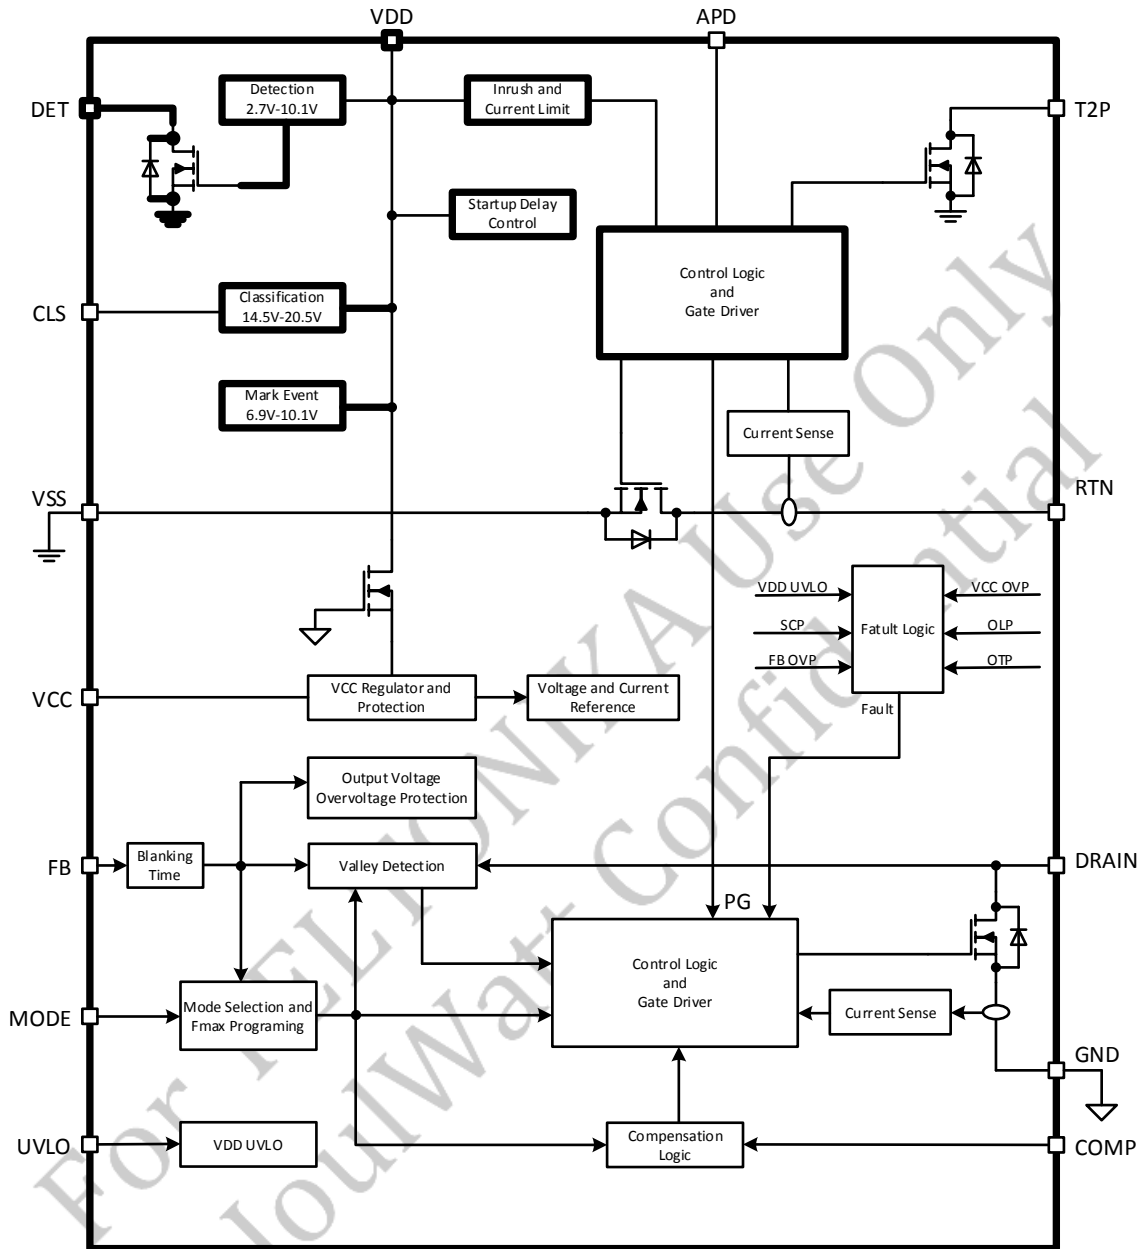 VDD
APD
DET
Detection
2.7V-10.1V
Inrush and
Current Limit
T2P
Startup Delay
Control
Control Logic
and
Gate Driver
CLS
Classification
14.5V-20.5V
Mark Event
6.9V-10.1V
Current Sense
VSS
RTN
VDD UVLO
SCP
FB OVP
Fatult Logic
VCC OVP
OLP
OTP
Fault
VCC
VCC Regulator and
Protection
Voltage and Current
Reference
Output Voltage
Overvoltage Protection
FB
Blanking
Time
Valley Detection
DRAIN
PG
Control Logic
and
Gate Driver
MODE
Mode Selection and
Fmax Programing
Current Sense
GND
UVLO
VDD UVLO
Compensation
Logic
COMP
For TELTONIKA Use Only
JoulWatt Confidential